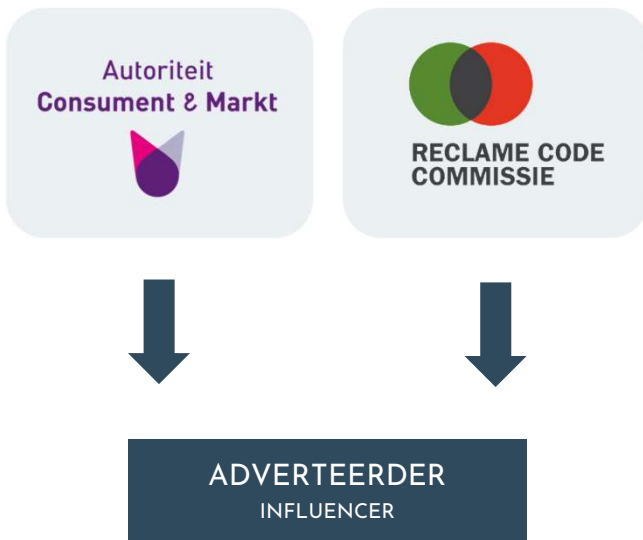 Autoriteit
Consument & Markt
RECLAME CODE
COMMISSIE
ADVERTEERDER
INFLUENCER